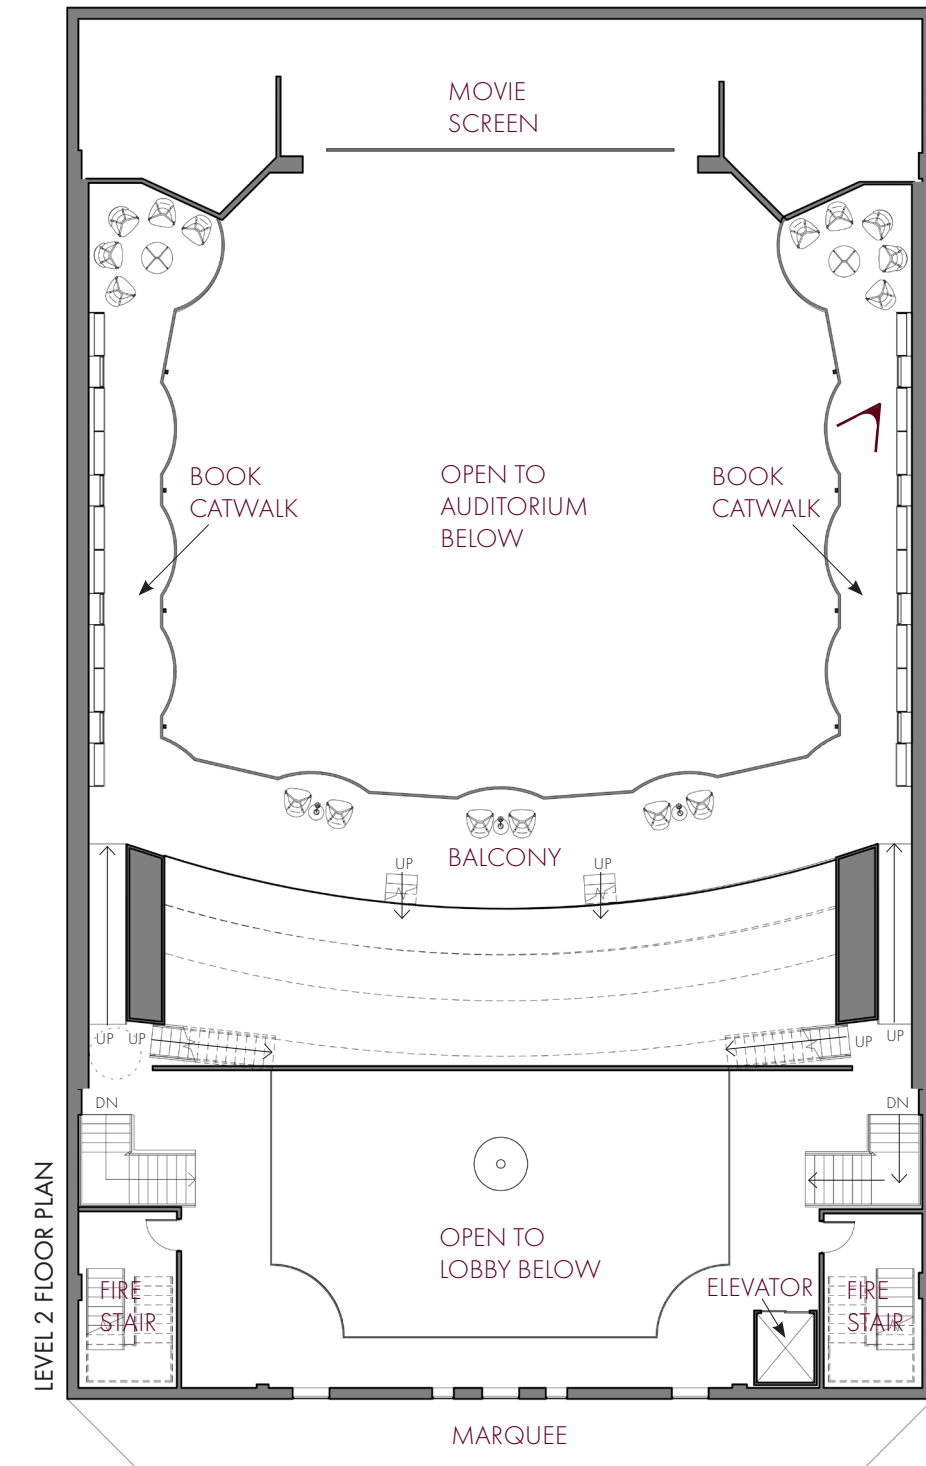 MOVIE
SCREEN
BOOK
CATWALK
OPEN TO
AUDITORIUM
BELOW
BOOK
CATWALK
BALCONY
UP
UP
UP
UP
UP
UP
DN
DN
OPEN TO
LOBBY BELOW
ELEVATOR
FIRE
STAIR
FIRE
STAIR
LEVEL 2 FLOOR PLAN
MARQUEE